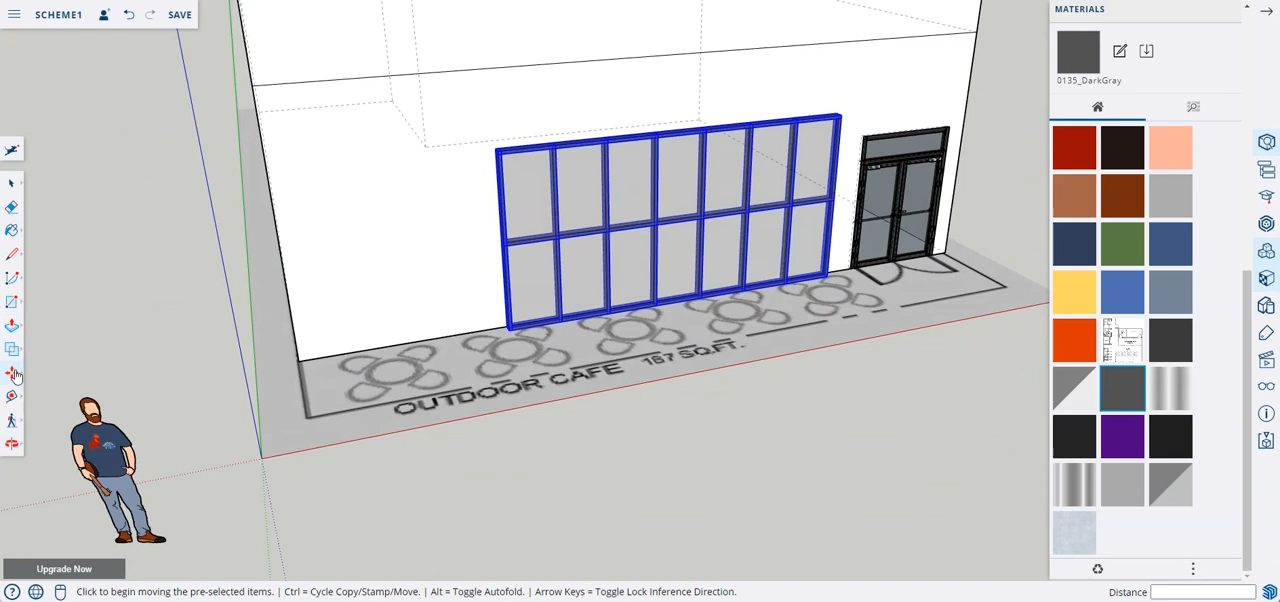 SCHEME1
SAVE
MATERIALS
0135_DarkGray
OUTDOOR CAFE 187 SQ.FT.
Upgrade Now
Click to begin moving the pre-selected items. | Ctrl = Cycle Copy/Stamp/Move. | Alt = Toggle Autofold. | Arrow Keys = Toggle Lock Inference Direction.
Distance